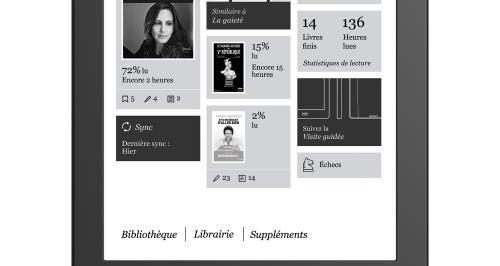 72% lu
Encore 2 heures
5 4 2
Sync
Dernière sync :
Hier
Similaire à
La gaieté
15%
lu
Encore 15
heures
RÉPUBLIQUE
2%
lu
23 14
14 136
Livres Heures
finis lues
Statistiques de lecture
Suivez la
Visite guidée
Échecs
Bibliothèque | Librairie | Suppléments